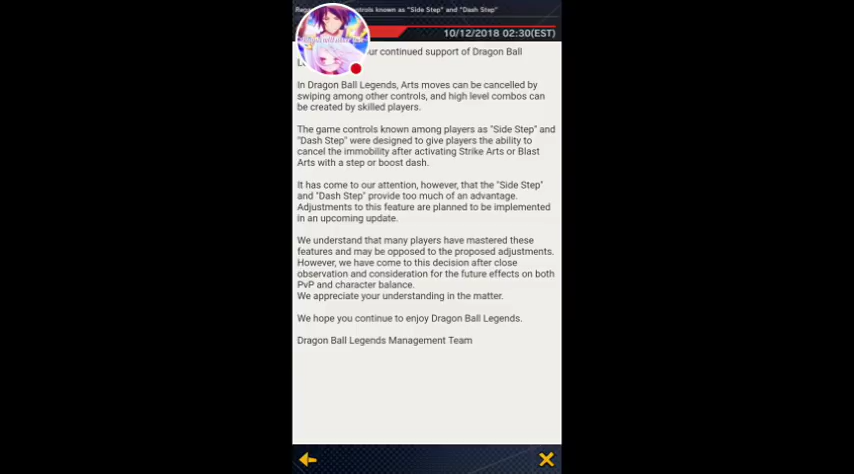 controls known as "Side Step" and "Dash Step"
10/12/2018 02:30(EST)
ur continued support of Dragon Ball
In Dragon Ball Legends, Arts moves can be cancelled by
swiping among other controls, and high level combos can
be created by skilled players.
The game controls known among players as "Side Step" and
"Dash Step" were designed to give players the ability to
cancel the immobility after activating Strike Arts or Blast
Arts with a step or boost dash.
It has come to our attention, however, that the "Side Step"
and "Dash Step" provide too much of an advantage.
Adjustments to this feature are planned to be implemented
in an upcoming update.
We understand that many players have mastered these
features and may be opposed to the proposed adjustments.
However, we have come to this decision after close
observation and consideration for the future effects on both
PvP and character balance.
We appreciate your understanding in the matter.
We hope you continue to enjoy Dragon Ball Legends.
Dragon Ball Legends Management Team